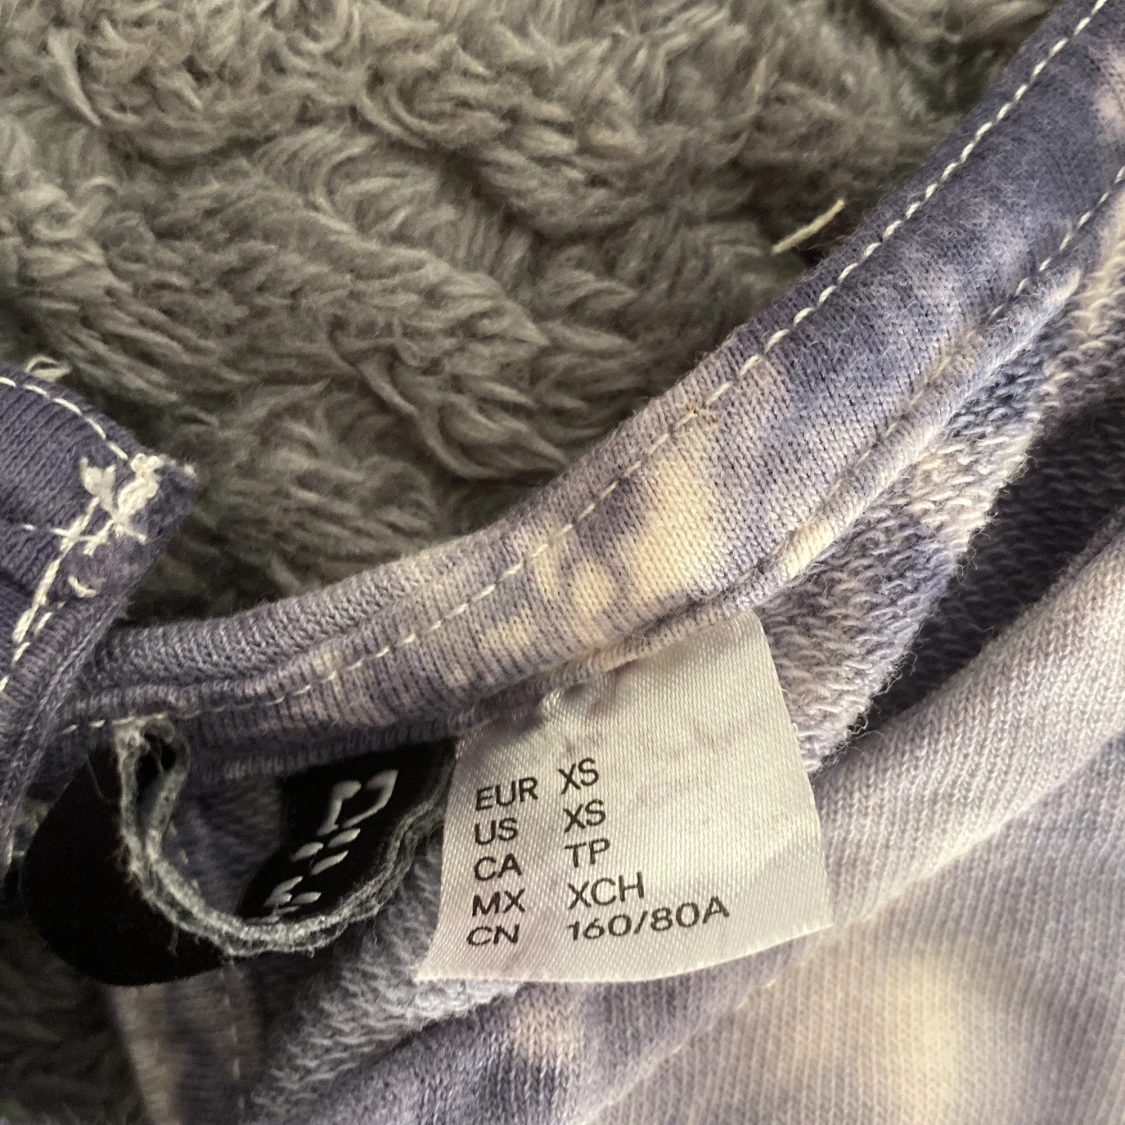 EUR XS
US XS
CA TP
MX XCH
CN 160/80A